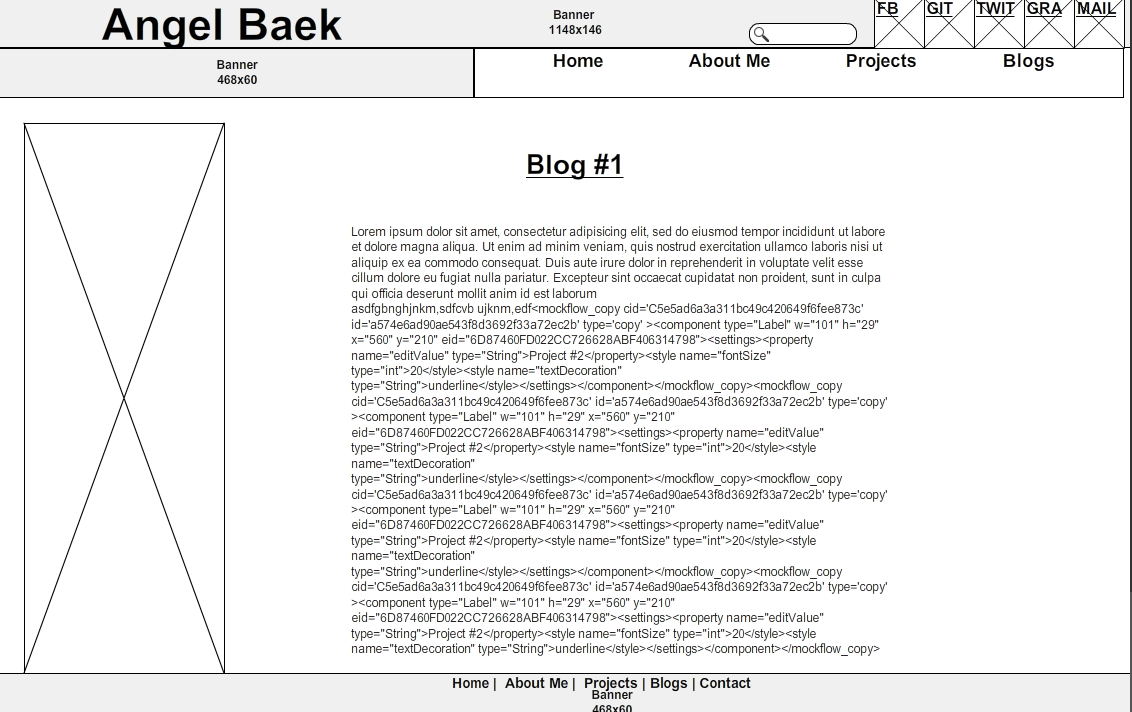 Angel Baek
Banner
1148x146
FB GIT TWIT GRA MAIL
Banner
468x60
Home About Me Projects Blogs
Blog #1
Lorem ipsum dolor sit amet, consectetur adipisicing elit, sed do eiusmod tempor incididunt ut labore
et dolore magna aliqua. Ut enim ad minim veniam, quis nostrud exercitation ullamco laboris nisi ut
aliquip ex ea commodo consequat. Duis aute irure dolor in reprehenderit in voluptate velit esse
cillum dolore eu fugiat nulla pariatur. Excepteur sint occaecat cupidatat non proident, sunt in culpa
qui officia deserunt mollit anim id est laborum
asdfgbnghjnkm,sdfcvb ujknm,edf<mockflow_copy cid='C5e5ad6a3a311bc49c420649f6fee873c'
id='a574e6ad90ae543f8d3692f33a72ec2b' type='copy' ><component type="Label" w="101" h="29"
x="560" y="210" eid="6D87460FD022CC726628ABF406314798"><settings><property
name="editValue" type="String">Project #2</property><style name="fontSize"
type="int">20</style><style name="textDecoration"
type="String">underline</style></settings></component></mockflow_copy><mockflow_copy
cid='C5e5ad6a3a311bc49c420649f6fee873c' id='a574e6ad90ae543f8d3692f33a72ec2b' type='copy'
><component type="Label" w="101" h="29" x="560" y="210"
eid="6D87460FD022CC726628ABF406314798"><settings><property name="editValue"
type="String">Project #2</property><style name="fontSize" type="int">20</style><style
name="textDecoration"
type="String">underline</style></settings></component></mockflow_copy><mockflow_copy
cid='C5e5ad6a3a311bc49c420649f6fee873c' id='a574e6ad90ae543f8d3692f33a72ec2b' type='copy'
><component type="Label" w="101" h="29" x="560" y="210"
eid="6D87460FD022CC726628ABF406314798"><settings><property name="editValue"
type="String">Project #2</property><style name="fontSize" type="int">20</style><style
name="textDecoration"
type="String">underline</style></settings></component></mockflow_copy><mockflow_copy
cid='C5e5ad6a3a311bc49c420649f6fee873c' id='a574e6ad90ae543f8d3692f33a72ec2b' type='copy'
><component type="Label" w="101" h="29" x="560" y="210"
eid="6D87460FD022CC726628ABF406314798"><settings><property name="editValue"
type="String">Project #2</property><style name="fontSize" type="int">20</style><style
name="textDecoration" type="String">underline</style></settings></component></mockflow_copy>
Home | About Me | Projects | Blogs | Contact
Banner
468x60